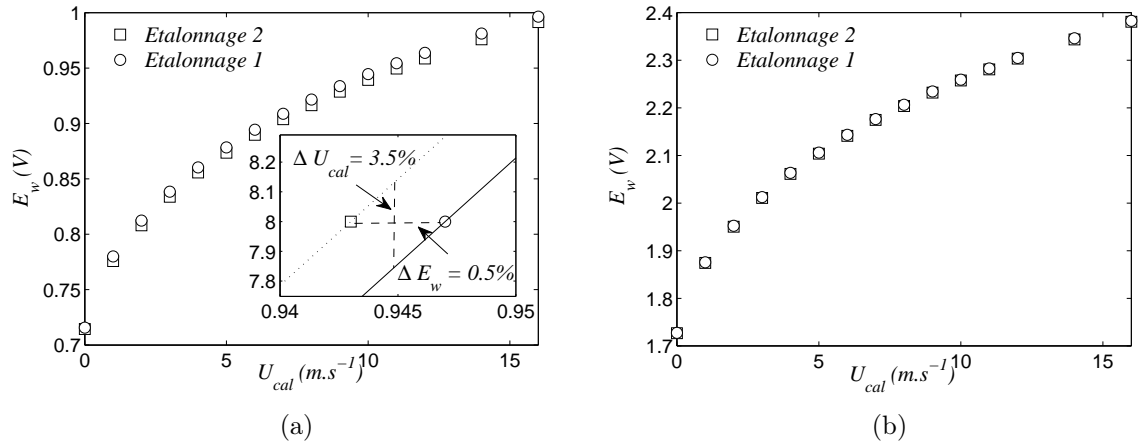 1
0.95
0.9
0.85
0.8
0.75
0.7
E_w (V)
□ Etalonnage 2
○ Etalonnage 1
8.2
8.1
8
7.9
7.8
Δ U_cal = 3.5%
Δ E_w = 0.5%
0.94 0.945 0.95
0 5 10 15
U_cal (m.s⁻¹)
(a)
2.4
2.3
2.2
2.1
2
1.9
1.8
1.7
E_w (V)
□ Etalonnage 2
○ Etalonnage 1
0 5 10 15
U_cal (m.s⁻¹)
(b)